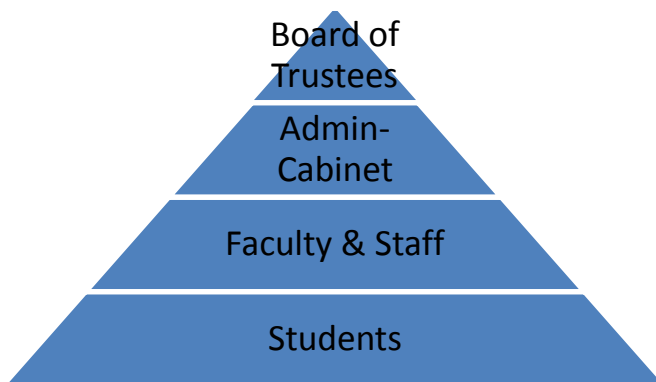 Board of
Trustees
Admin-
Cabinet
Faculty & Staff
Students